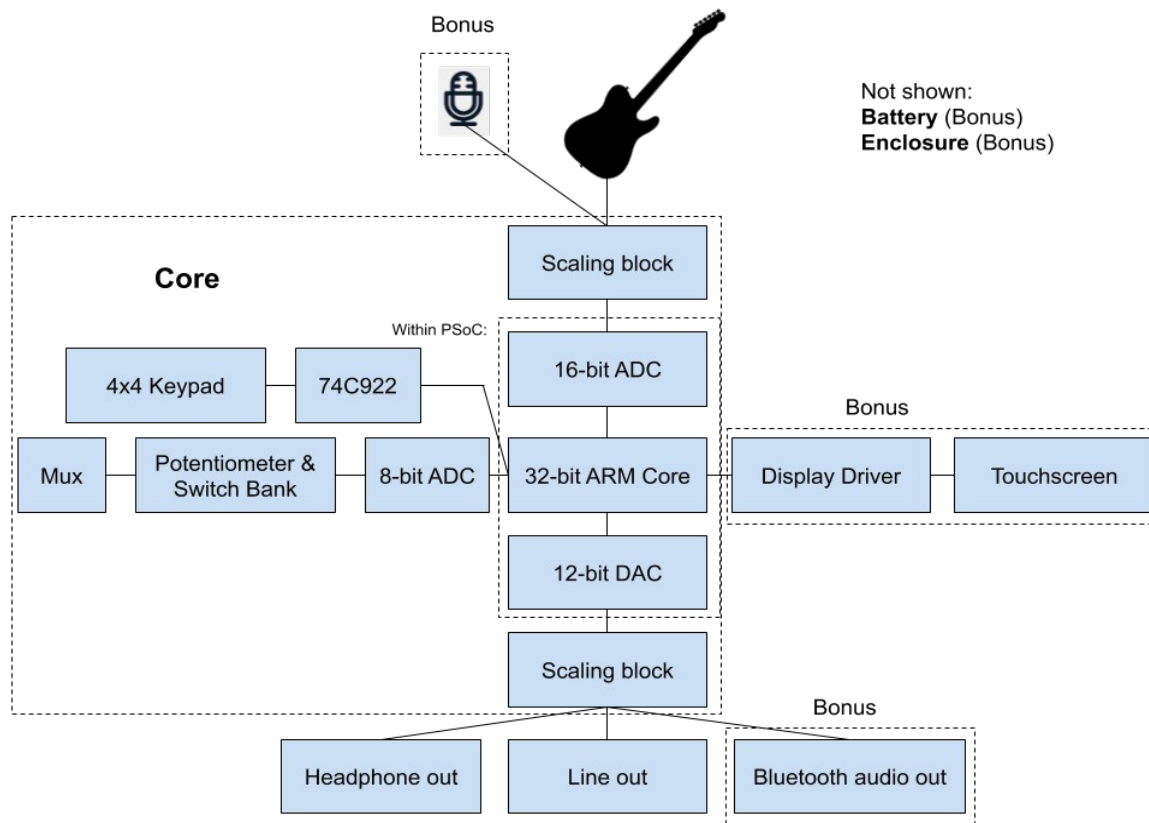 Bonus
Not shown:
Battery (Bonus)
Enclosure (Bonus)
Scaling block
Core
Within PSoC:
16-bit ADC
4x4 Keypad
74C922
Bonus
Mux
Potentiometer &
Switch Bank
8-bit ADC
32-bit ARM Core
Display Driver
Touchscreen
12-bit DAC
Scaling block
Bonus
Headphone out
Line out
Bluetooth audio out